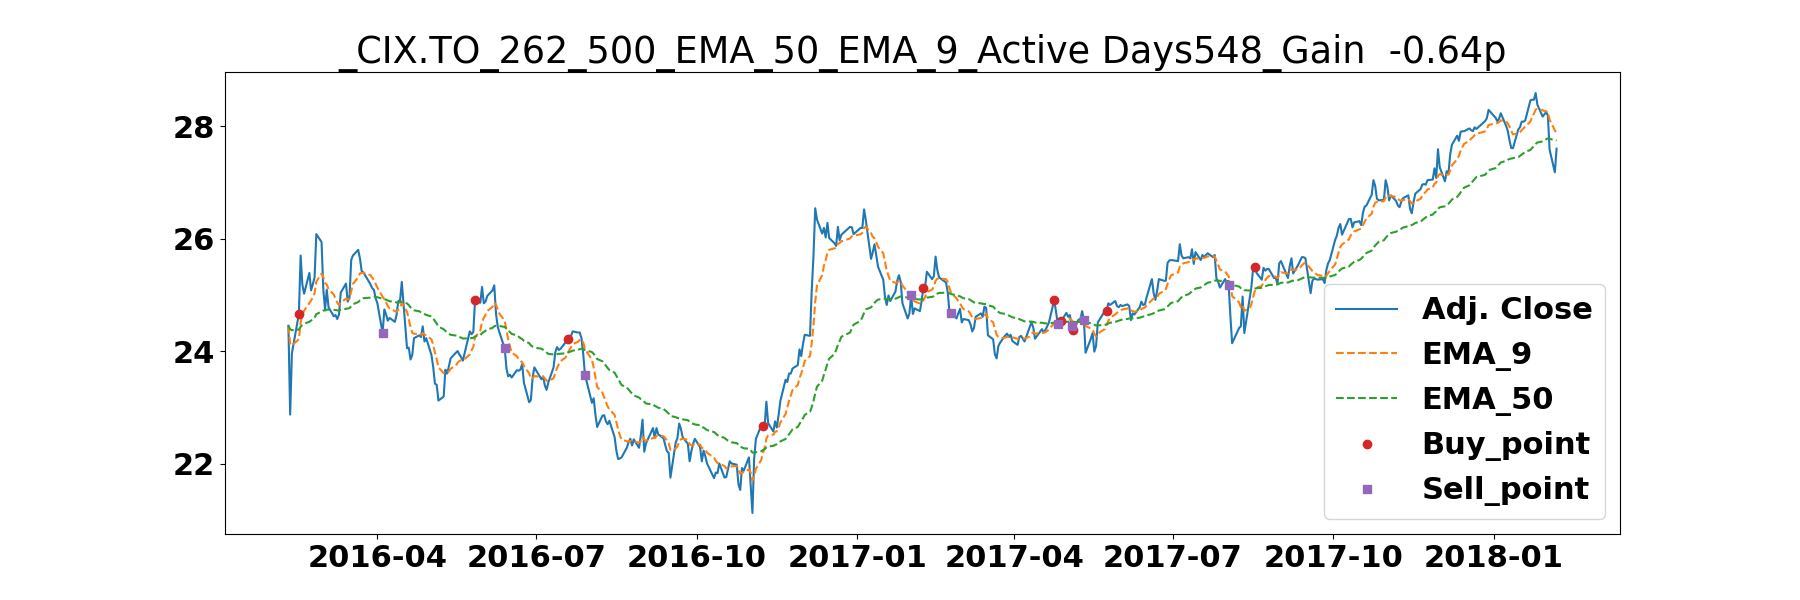 _CIX.TO_262_500_EMA_50_EMA_9_Active Days548_Gain  -0.64p
28
26
24
22
Adj. Close
EMA_9
EMA_50
Buy_point
Sell_point
2016-04 2016-07 2016-10 2017-01 2017-04 2017-07 2017-10 2018-01